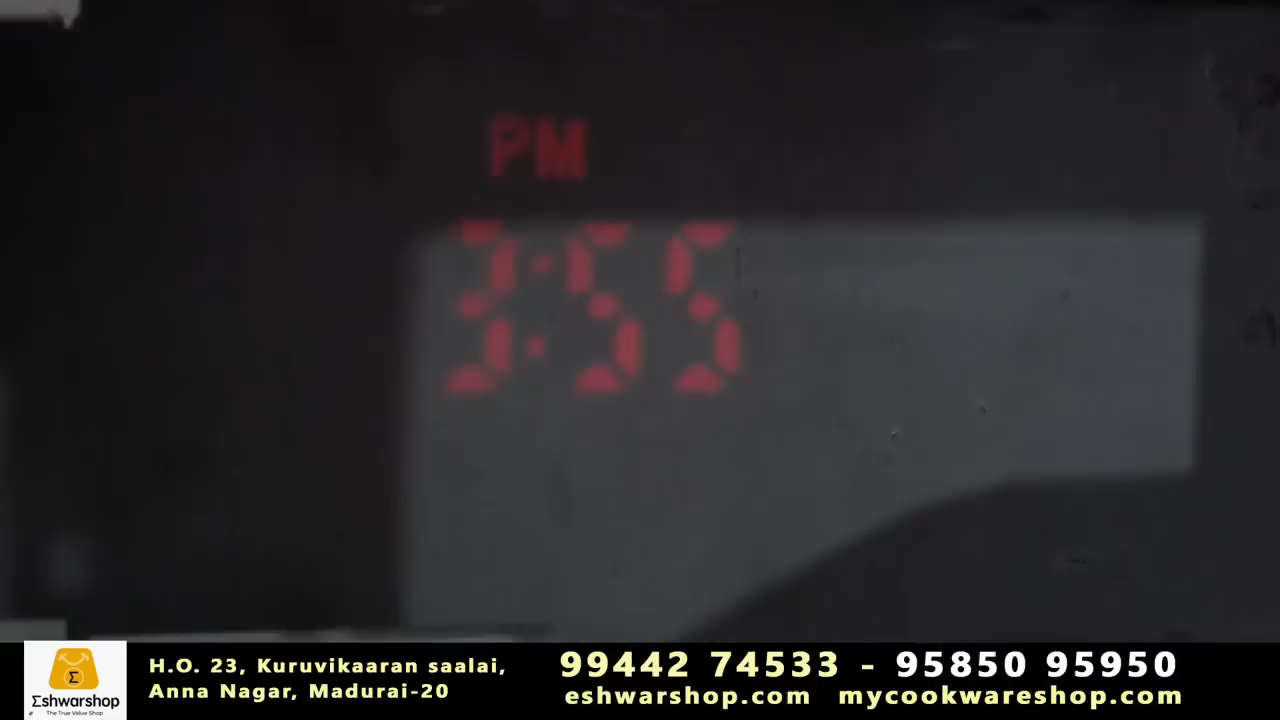 PM
3:55
Σshwarshop
The True Value Shop
H.O. 23, Kuruvikaaran saalai,
Anna Nagar, Madurai-20
99442 74533 - 95850 95950
eshwarshop.com mycookwareshop.com